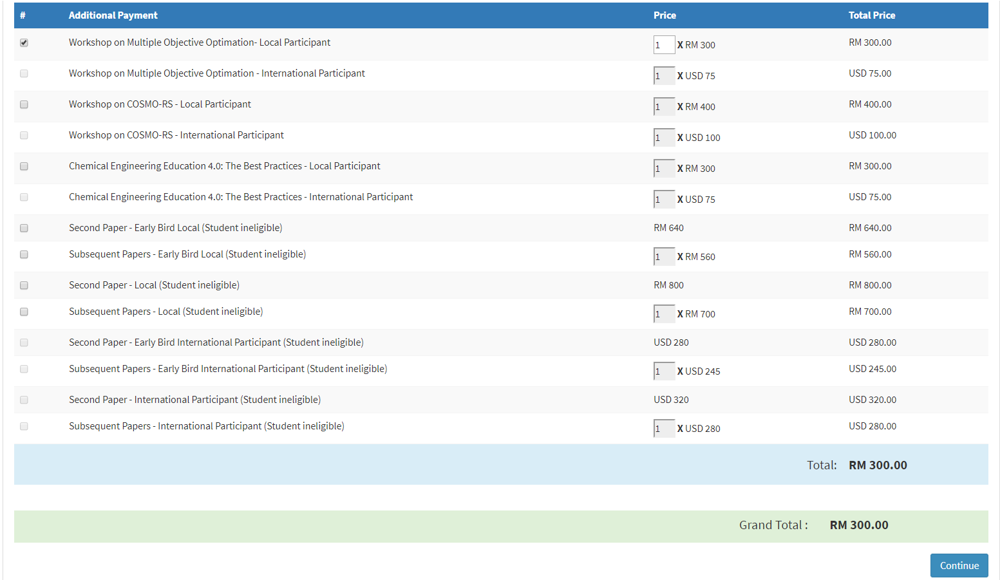 # Additional Payment Price Total Price
Workshop on Multiple Objective Optimation- Local Participant 1 X RM 300 RM 300.00
Workshop on Multiple Objective Optimation - International Participant 1 X USD 75 USD 75.00
Workshop on COSMO-RS - Local Participant 1 X RM 400 RM 400.00
Workshop on COSMO-RS - International Participant 1 X USD 100 USD 100.00
Chemical Engineering Education 4.0: The Best Practices - Local Participant 1 X RM 300 RM 300.00
Chemical Engineering Education 4.0: The Best Practices - International Participant 1 X USD 75 USD 75.00
Second Paper - Early Bird Local (Student ineligible) RM 640 RM 640.00
Subsequent Papers - Early Bird Local (Student ineligible) 1 X RM 560 RM 560.00
Second Paper - Local (Student ineligible) RM 800 RM 800.00
Subsequent Papers - Local (Student ineligible) 1 X RM 700 RM 700.00
Second Paper - Early Bird International Participant (Student ineligible) USD 280 USD 280.00
Subsequent Papers - Early Bird International Participant (Student ineligible) 1 X USD 245 USD 245.00
Second Paper - International Participant (Student ineligible) USD 320 USD 320.00
Subsequent Papers - International Participant (Student ineligible) 1 X USD 280 USD 280.00
Total: RM 300.00
Grand Total : RM 300.00
Continue